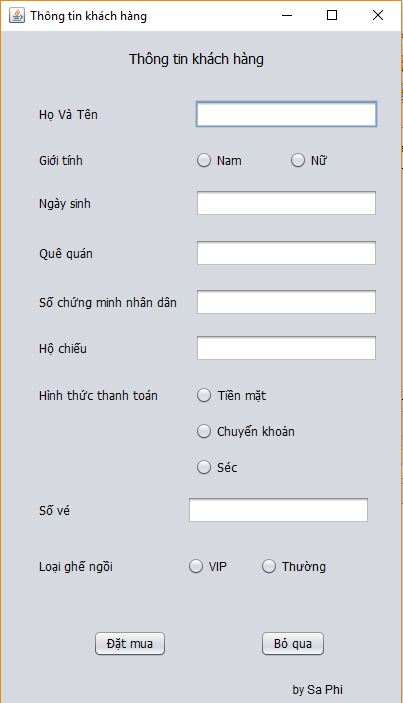 Thông tin khách hàng
Thông tin khách hàng
Họ Và Tên
Giới tính Nam Nữ
Ngày sinh
Quê quán
Số chứng minh nhân dân
Hộ chiếu
Hình thức thanh toán Tiền mặt
Chuyển khoản
Séc
Số vé
Loại ghế ngồi VIP Thường
Đặt mua Bỏ qua
by Sa Phi